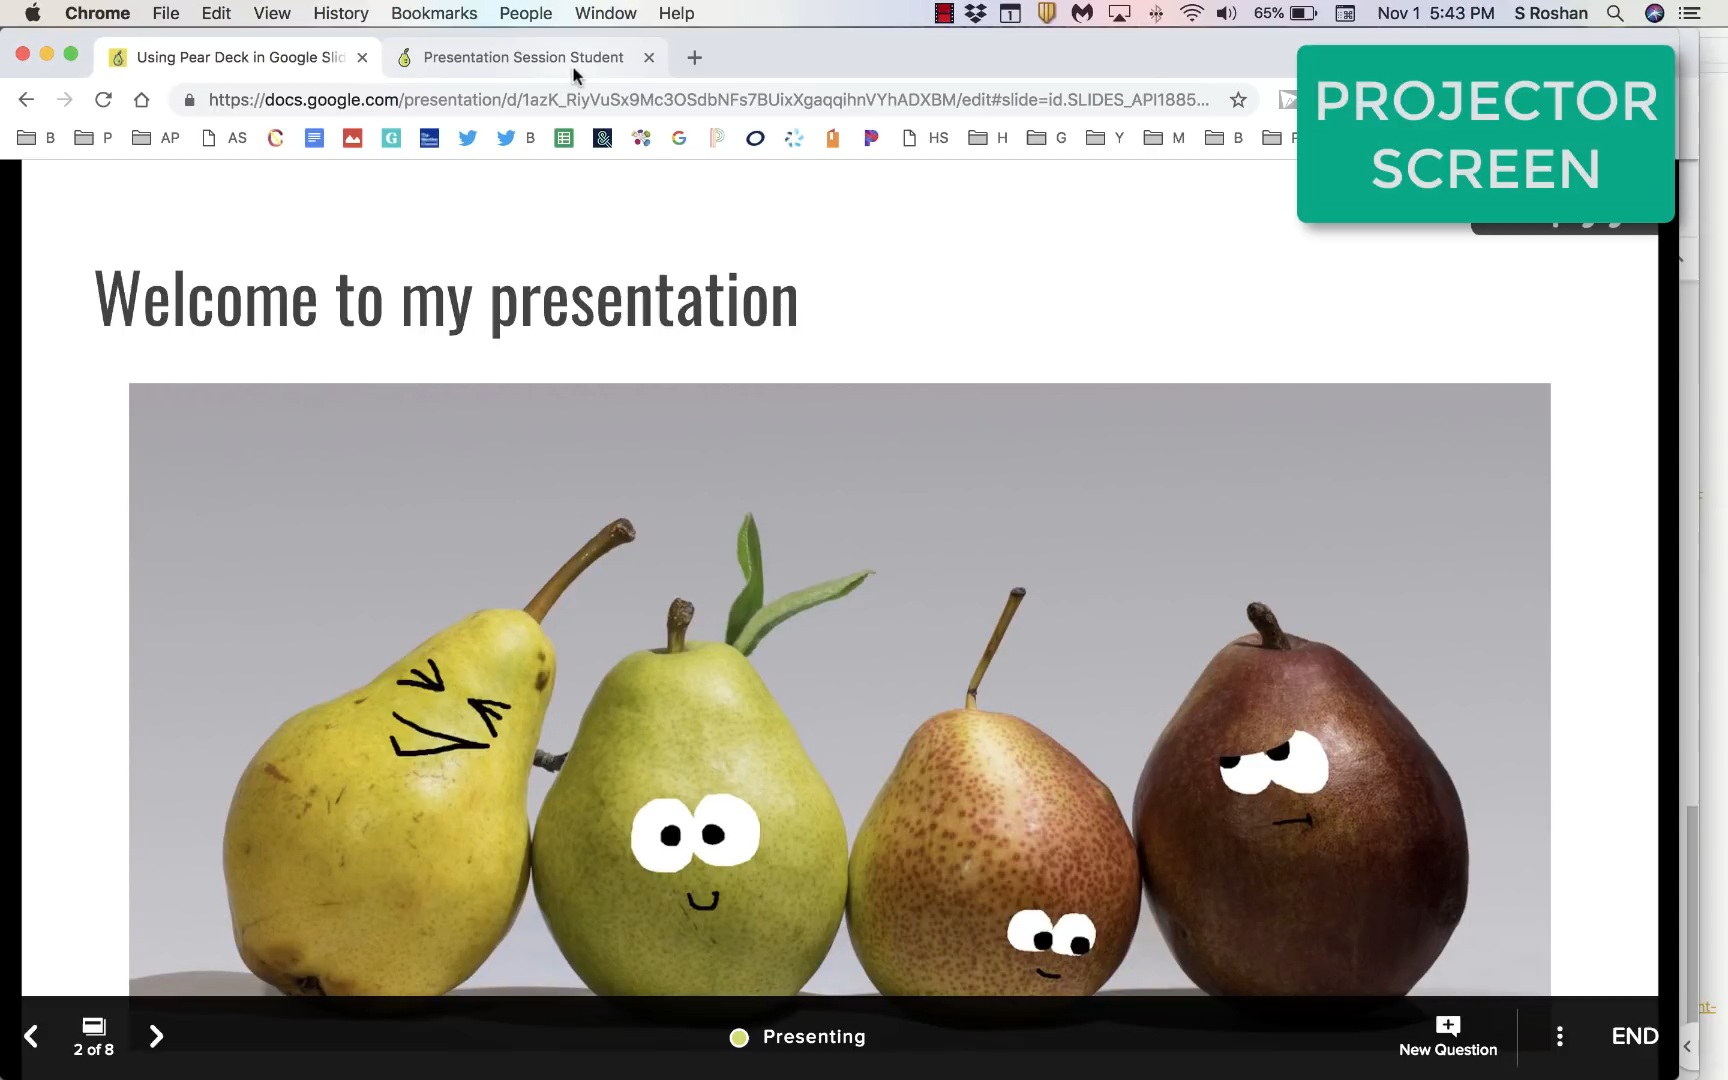 Chrome File Edit View History Bookmarks People Window Help 65% Nov 1 5:43 PM S Roshan
Using Pear Deck in Google Slid Presentation Session Student
https://docs.google.com/presentation/d/1azK_RiyVuSx9Mc3OSdbNFs7BUixXgaqqihnVYhADXBM/edit#slide=id.SLIDES_API1885...
B P AP AS B HS H G Y M B
PROJECTOR
SCREEN
Welcome to my presentation
2 of 8
Presenting
New Question
END